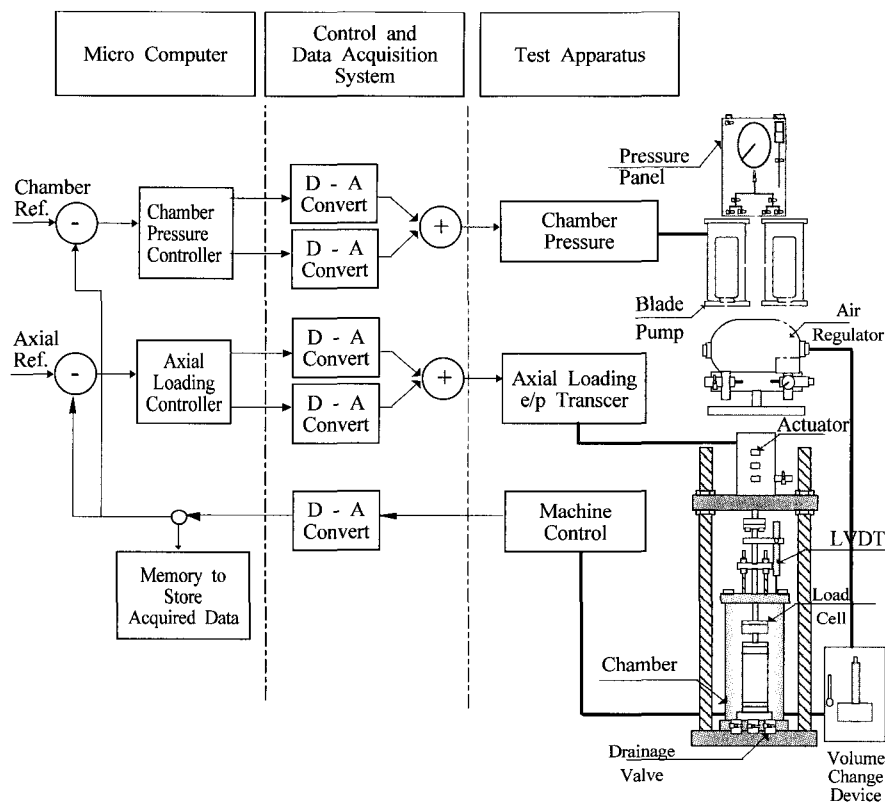 Micro Computer
Control and
Data Acquisition
System
Test Apparatus
Pressure
Panel
Chamber
Ref.
-
Chamber
Pressure
Controller
D - A
Convert
D - A
Convert
+
Chamber
Pressure
Blade
Pump
Air
Regulator
Axial
Ref.
-
Axial
Loading
Controller
D - A
Convert
D - A
Convert
+
Axial Loading
e/p Transcer
Actuator
D - A
Convert
Machine
Control
LVDT
Memory to
Store
Acquired Data
Load
Cell
Chamber
Drainage
Valve
Volume
Change
Device